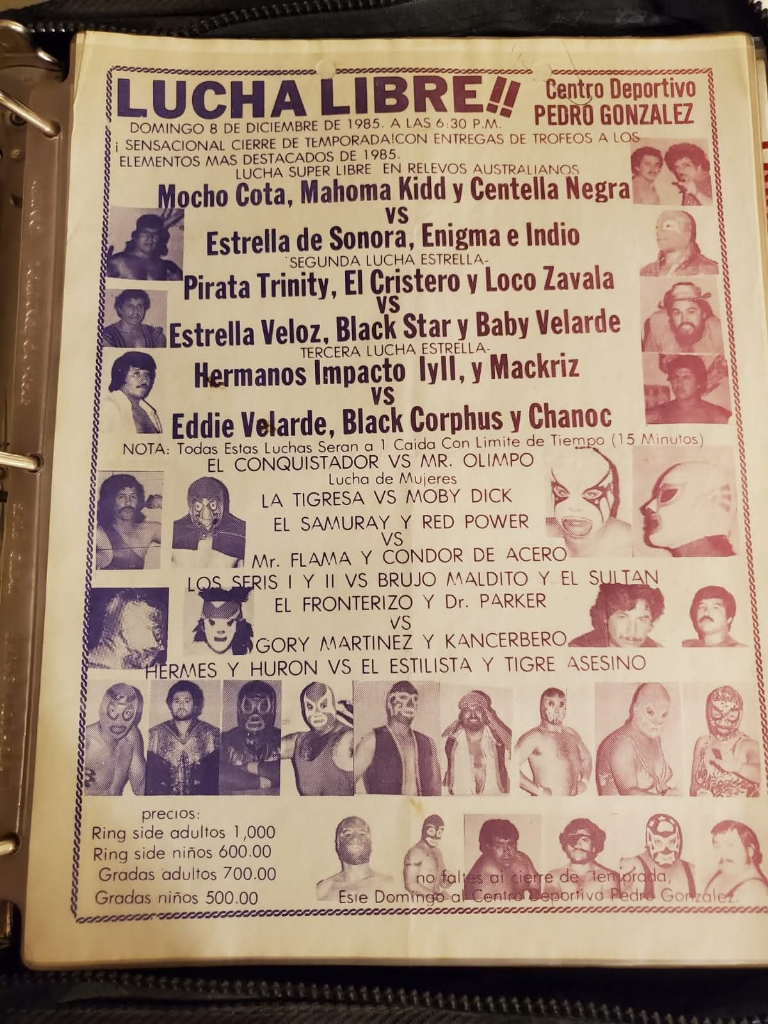 LUCHA LIBRE!!
Centro Deportivo
PEDRO GONZALEZ
DOMINGO 8 DE DICIEMBRE DE 1985. A LAS 6:30 P.M.
¡ SENSACIONAL CIERRE DE TEMPORADA!CON ENTREGAS DE TROFEOS A LOS
ELEMENTOS MAS DESTACADOS DE 1985.
LUCHA SUPER LIBRE EN RELEVOS AUSTRALIANOS
Mocho Cota, Mahoma Kidd y Centella Negra
VS
Estrella de Sonora, Enigma e Indio
SEGUNDA LUCHA ESTRELLA-
Pirata Trinity, El Cristero y Loco Zavala
VS
Estrella Veloz, Black Star y Baby Velarde
TERCERA LUCHA ESTRELLA-
Hermanos Impacto IyII, y Mackriz
VS
Eddie Velarde, Black Corphus y Chanoc
NOTA: Todas Estas Luchas Seran a 1 Caida Con Limite de Tiempo (15 Minutos)
EL CONQUISTADOR VS MR. OLIMPO
Lucha de Mujeres
LA TIGRESA VS MOBY DICK
EL SAMURAY Y RED POWER
VS
Mr. FLAMA Y CONDOR DE ACERO
LOS SERIS I Y II VS BRUJO MALDITO Y EL SULTAN
EL FRONTERIZO Y Dr. PARKER
VS
GORY MARTINEZ Y KANCERBERO
HERMES Y HURON VS EL ESTILISTA Y TIGRE ASESINO
precios:
Ring side adultos 1,000
Ring side niños 600.00
Gradas adultos 700.00
Gradas niños 500.00
no faltes al cierre de Temporada,
Este Domingo al Centro Deportivo Pedro Gonzalez.